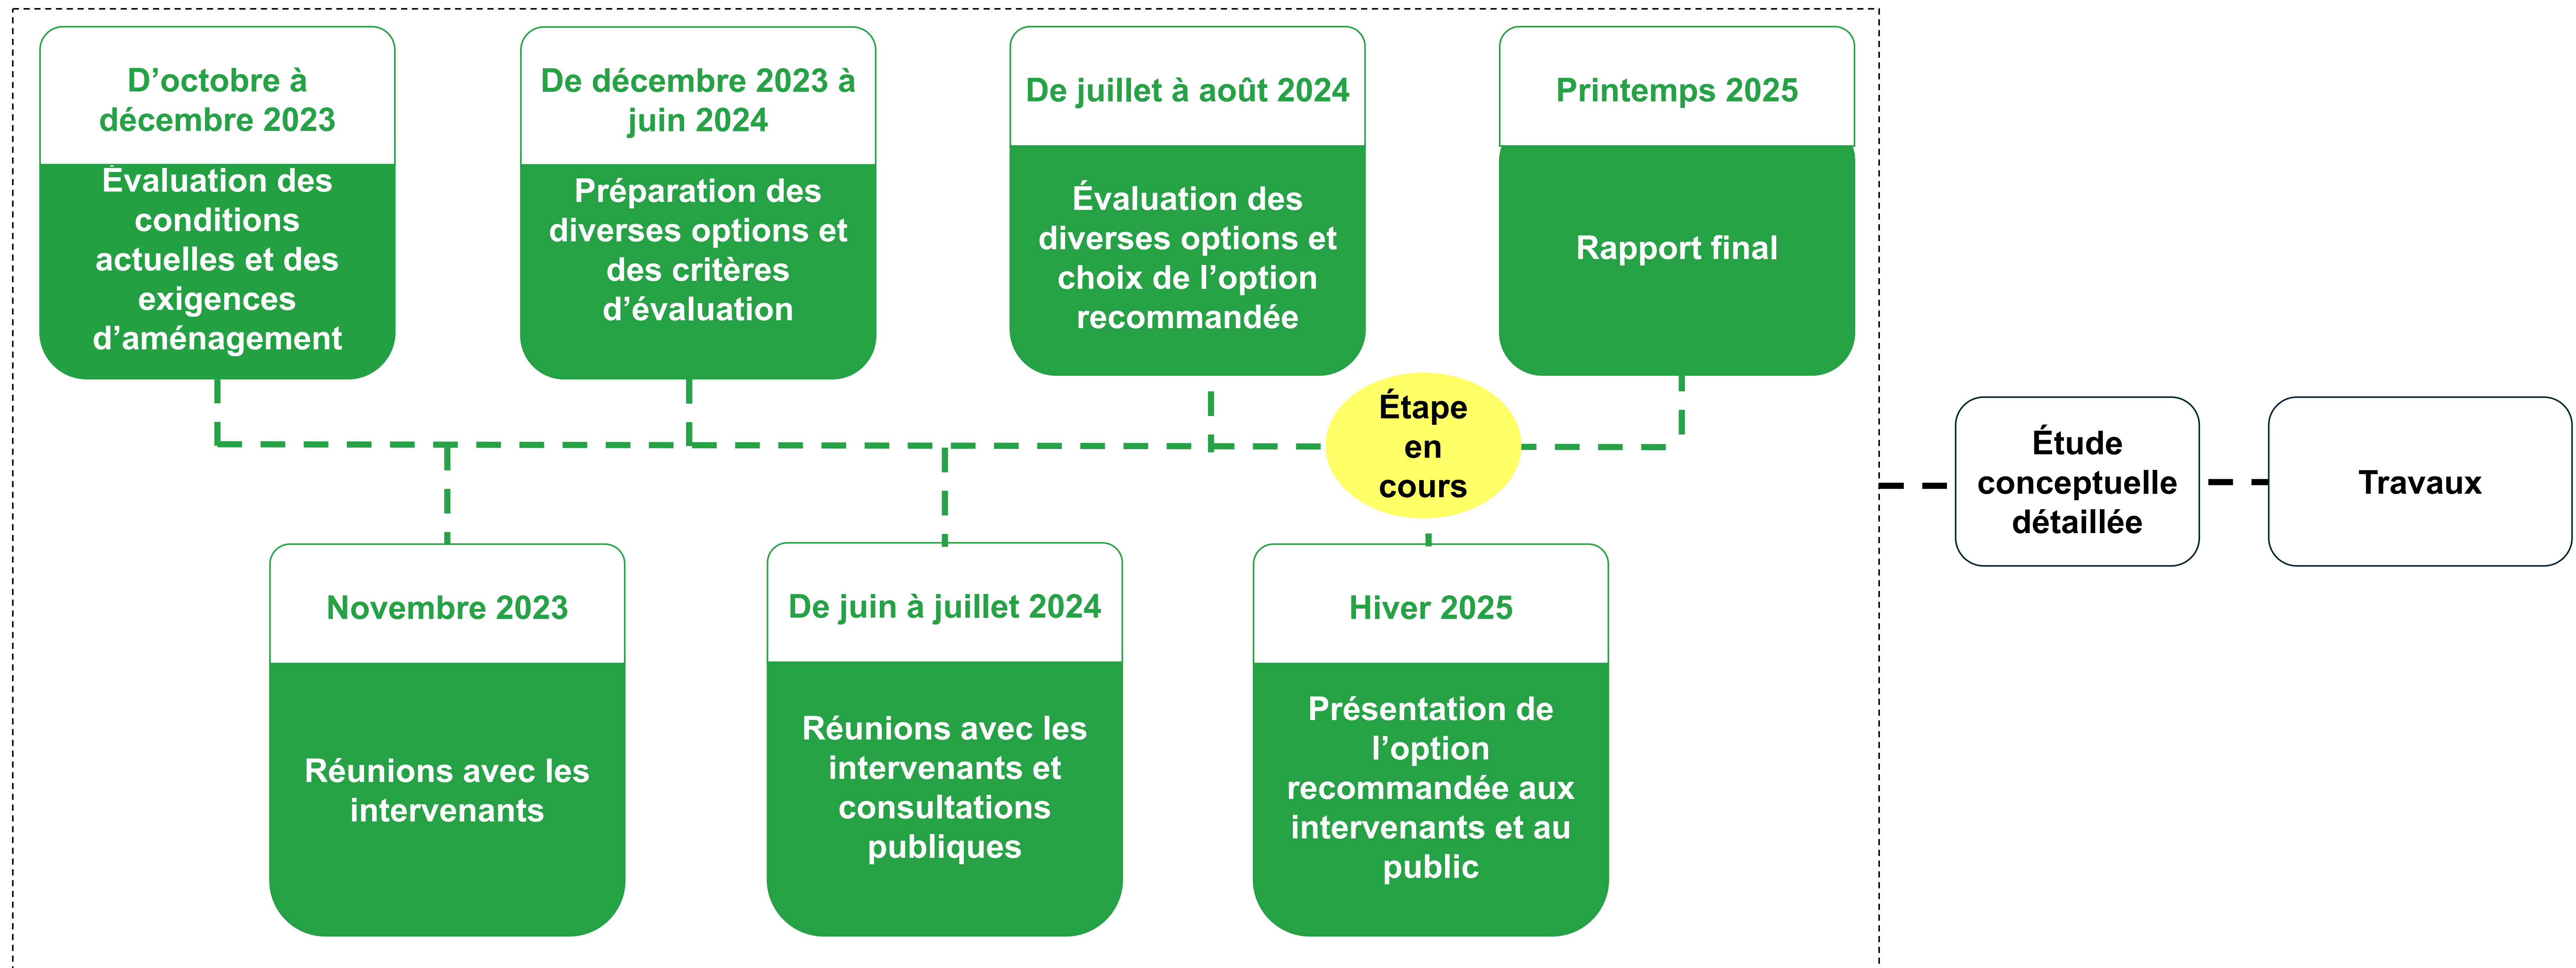 D’octobre à
décembre 2023
Évaluation des
conditions
actuelles et des
exigences
d’aménagement
Novembre 2023
Réunions avec les
intervenants
De décembre 2023 à
juin 2024
Préparation des
diverses options et
des critères
d’évaluation
De juin à juillet 2024
Réunions avec les
intervenants et
consultations
publiques
De juillet à août 2024
Évaluation des
diverses options et
choix de l’option
recommandée
Étape
en
cours
Hiver 2025
Présentation de
l’option
recommandée aux
intervenants et au
public
Printemps 2025
Rapport final
Étude
conceptuelle
détaillée
Travaux